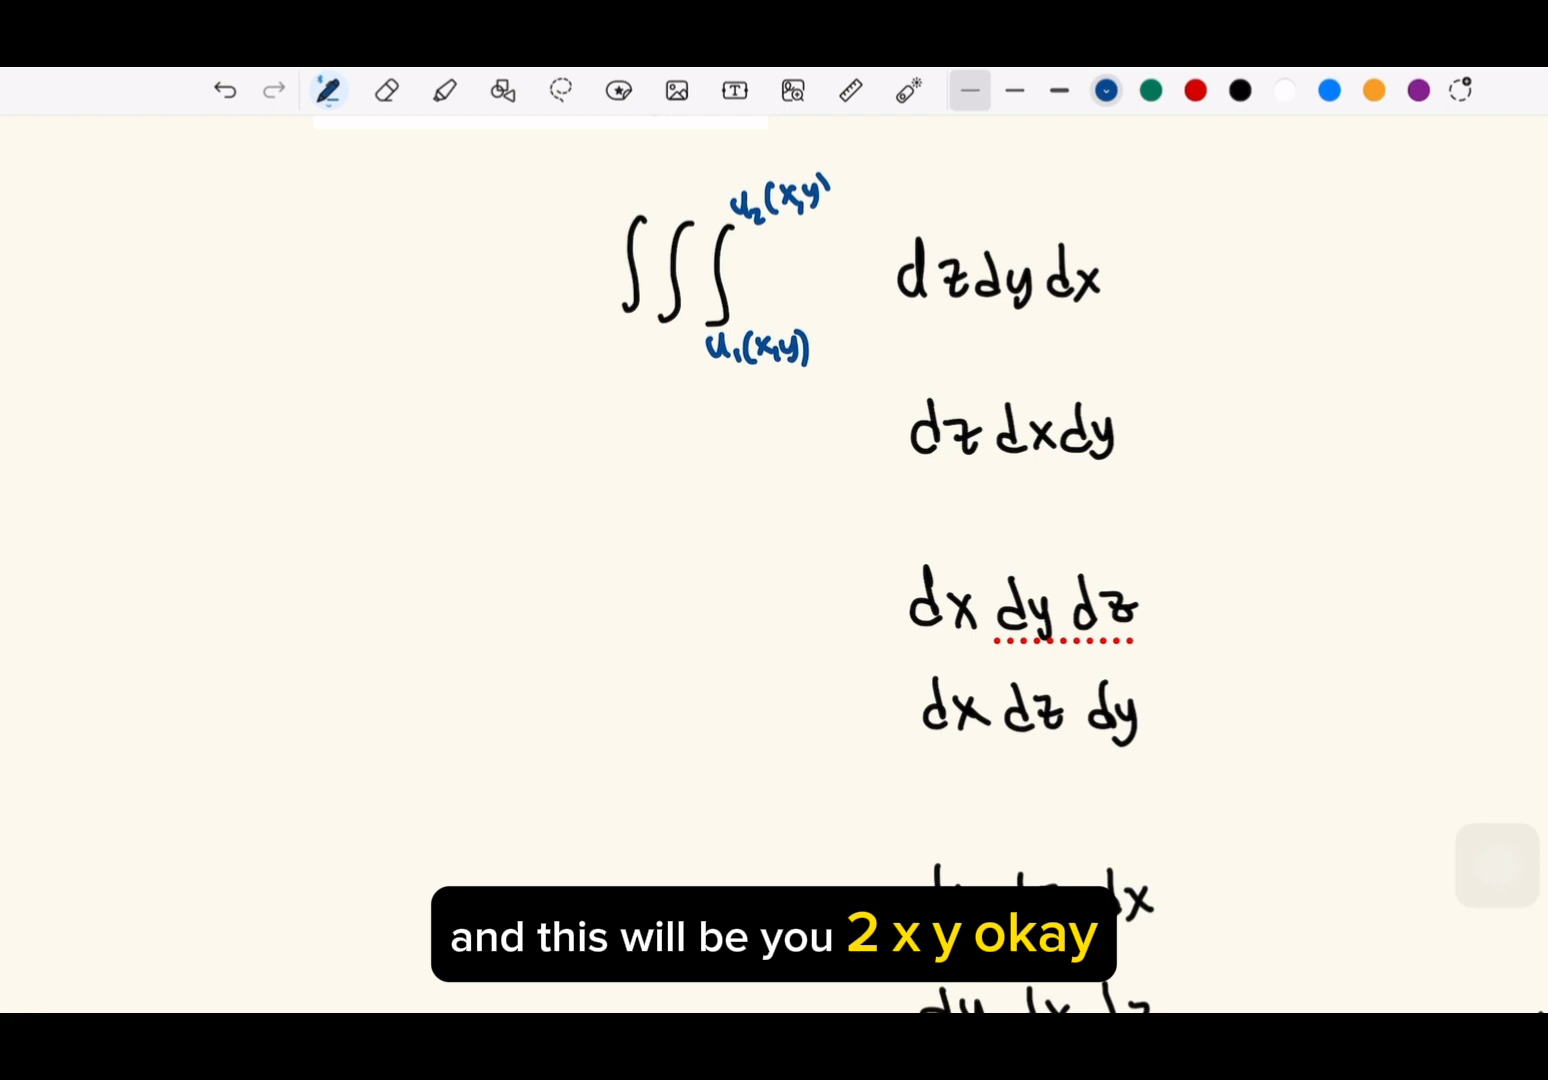 u₂(x,y)
∫∫∫ dz dy dx
u₁(x,y)
dz dx dy
dx dy dz
dx dz dy
dx
and this will be you 2 x y okay